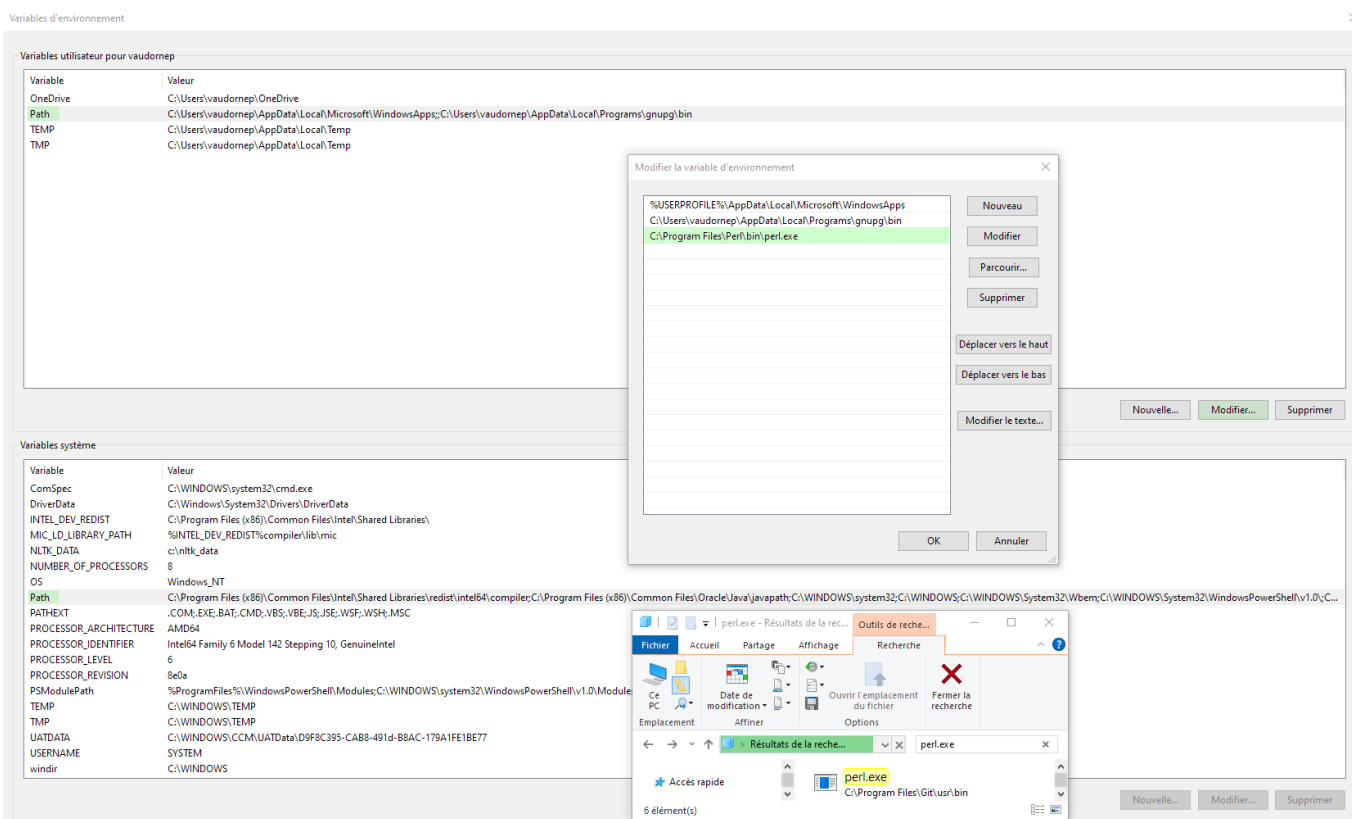 Variables d'environnement
Variables utilisateur pour vaudornep
Variable Valeur
OneDrive C:\Users\vaudornep\OneDrive
Path C:\Users\vaudornep\AppData\Local\Microsoft\WindowsApps;;C:\Users\vaudornep\AppData\Local\Programs\gnupg\bin
TEMP C:\Users\vaudornep\AppData\Local\Temp
TMP C:\Users\vaudornep\AppData\Local\Temp
Nouvelle... Modifier... Supprimer
Modifier la variable d'environnement
%USERPROFILE%\AppData\Local\Microsoft\WindowsApps
C:\Users\vaudornep\AppData\Local\Programs\gnupg\bin
C:\Program Files\Perl\bin\perl.exe
Nouveau
Modifier
Parcourir...
Supprimer
Déplacer vers le haut
Déplacer vers le bas
Modifier le texte...
OK Annuler
Variables système
Variable Valeur
ComSpec C:\WINDOWS\system32\cmd.exe
DriverData C:\Windows\System32\Drivers\DriverData
INTEL_DEV_REDIST C:\Program Files (x86)\Common Files\Intel\Shared Libraries\
MIC_LD_LIBRARY_PATH %INTEL_DEV_REDIST%compiler\lib\mic
NLTK_DATA c:\nltk_data
NUMBER_OF_PROCESSORS 8
OS Windows_NT
Path C:\Program Files (x86)\Common Files\Intel\Shared Libraries\redist\intel64\compiler;C:\Program Files (x86)\Common Files\Oracle\Java\javapath;C:\WINDOWS\system32;C:\WINDOWS;C:\WINDOWS\System32\Wbem;C:\WINDOWS\System32\WindowsPowerShell\v1.0\;C...
PATHEXT .COM;.EXE;.BAT;.CMD;.VBS;.VBE;.JS;.JSE;.WSF;.WSH;.MSC
PROCESSOR_ARCHITECTURE AMD64
PROCESSOR_IDENTIFIER Intel64 Family 6 Model 142 Stepping 10, GenuineIntel
PROCESSOR_LEVEL 6
PROCESSOR_REVISION 8e0a
PSModulePath %ProgramFiles%\WindowsPowerShell\Modules;C:\WINDOWS\system32\WindowsPowerShell\v1.0\Module
TEMP C:\WINDOWS\TEMP
TMP C:\WINDOWS\TEMP
UATDATA C:\WINDOWS\CCM\UATData\D9F8C395-CAB8-491d-B8AC-179A1FE1BE77
USERNAME SYSTEM
windir C:\WINDOWS
Nouvelle... Modifier... Supprimer
perl.exe - Résultats de la rec... Outils de reche...
Fichier Accueil Partage Affichage Recherche
Ce PC
Date de modification
Ouvrir l'emplacement du fichier
Fermer la recherche
Emplacement Affiner Options
Résultats de la reche... perl.exe
Accès rapide
perl.exe
C:\Program Files\Git\usr\bin
6 élément(s)